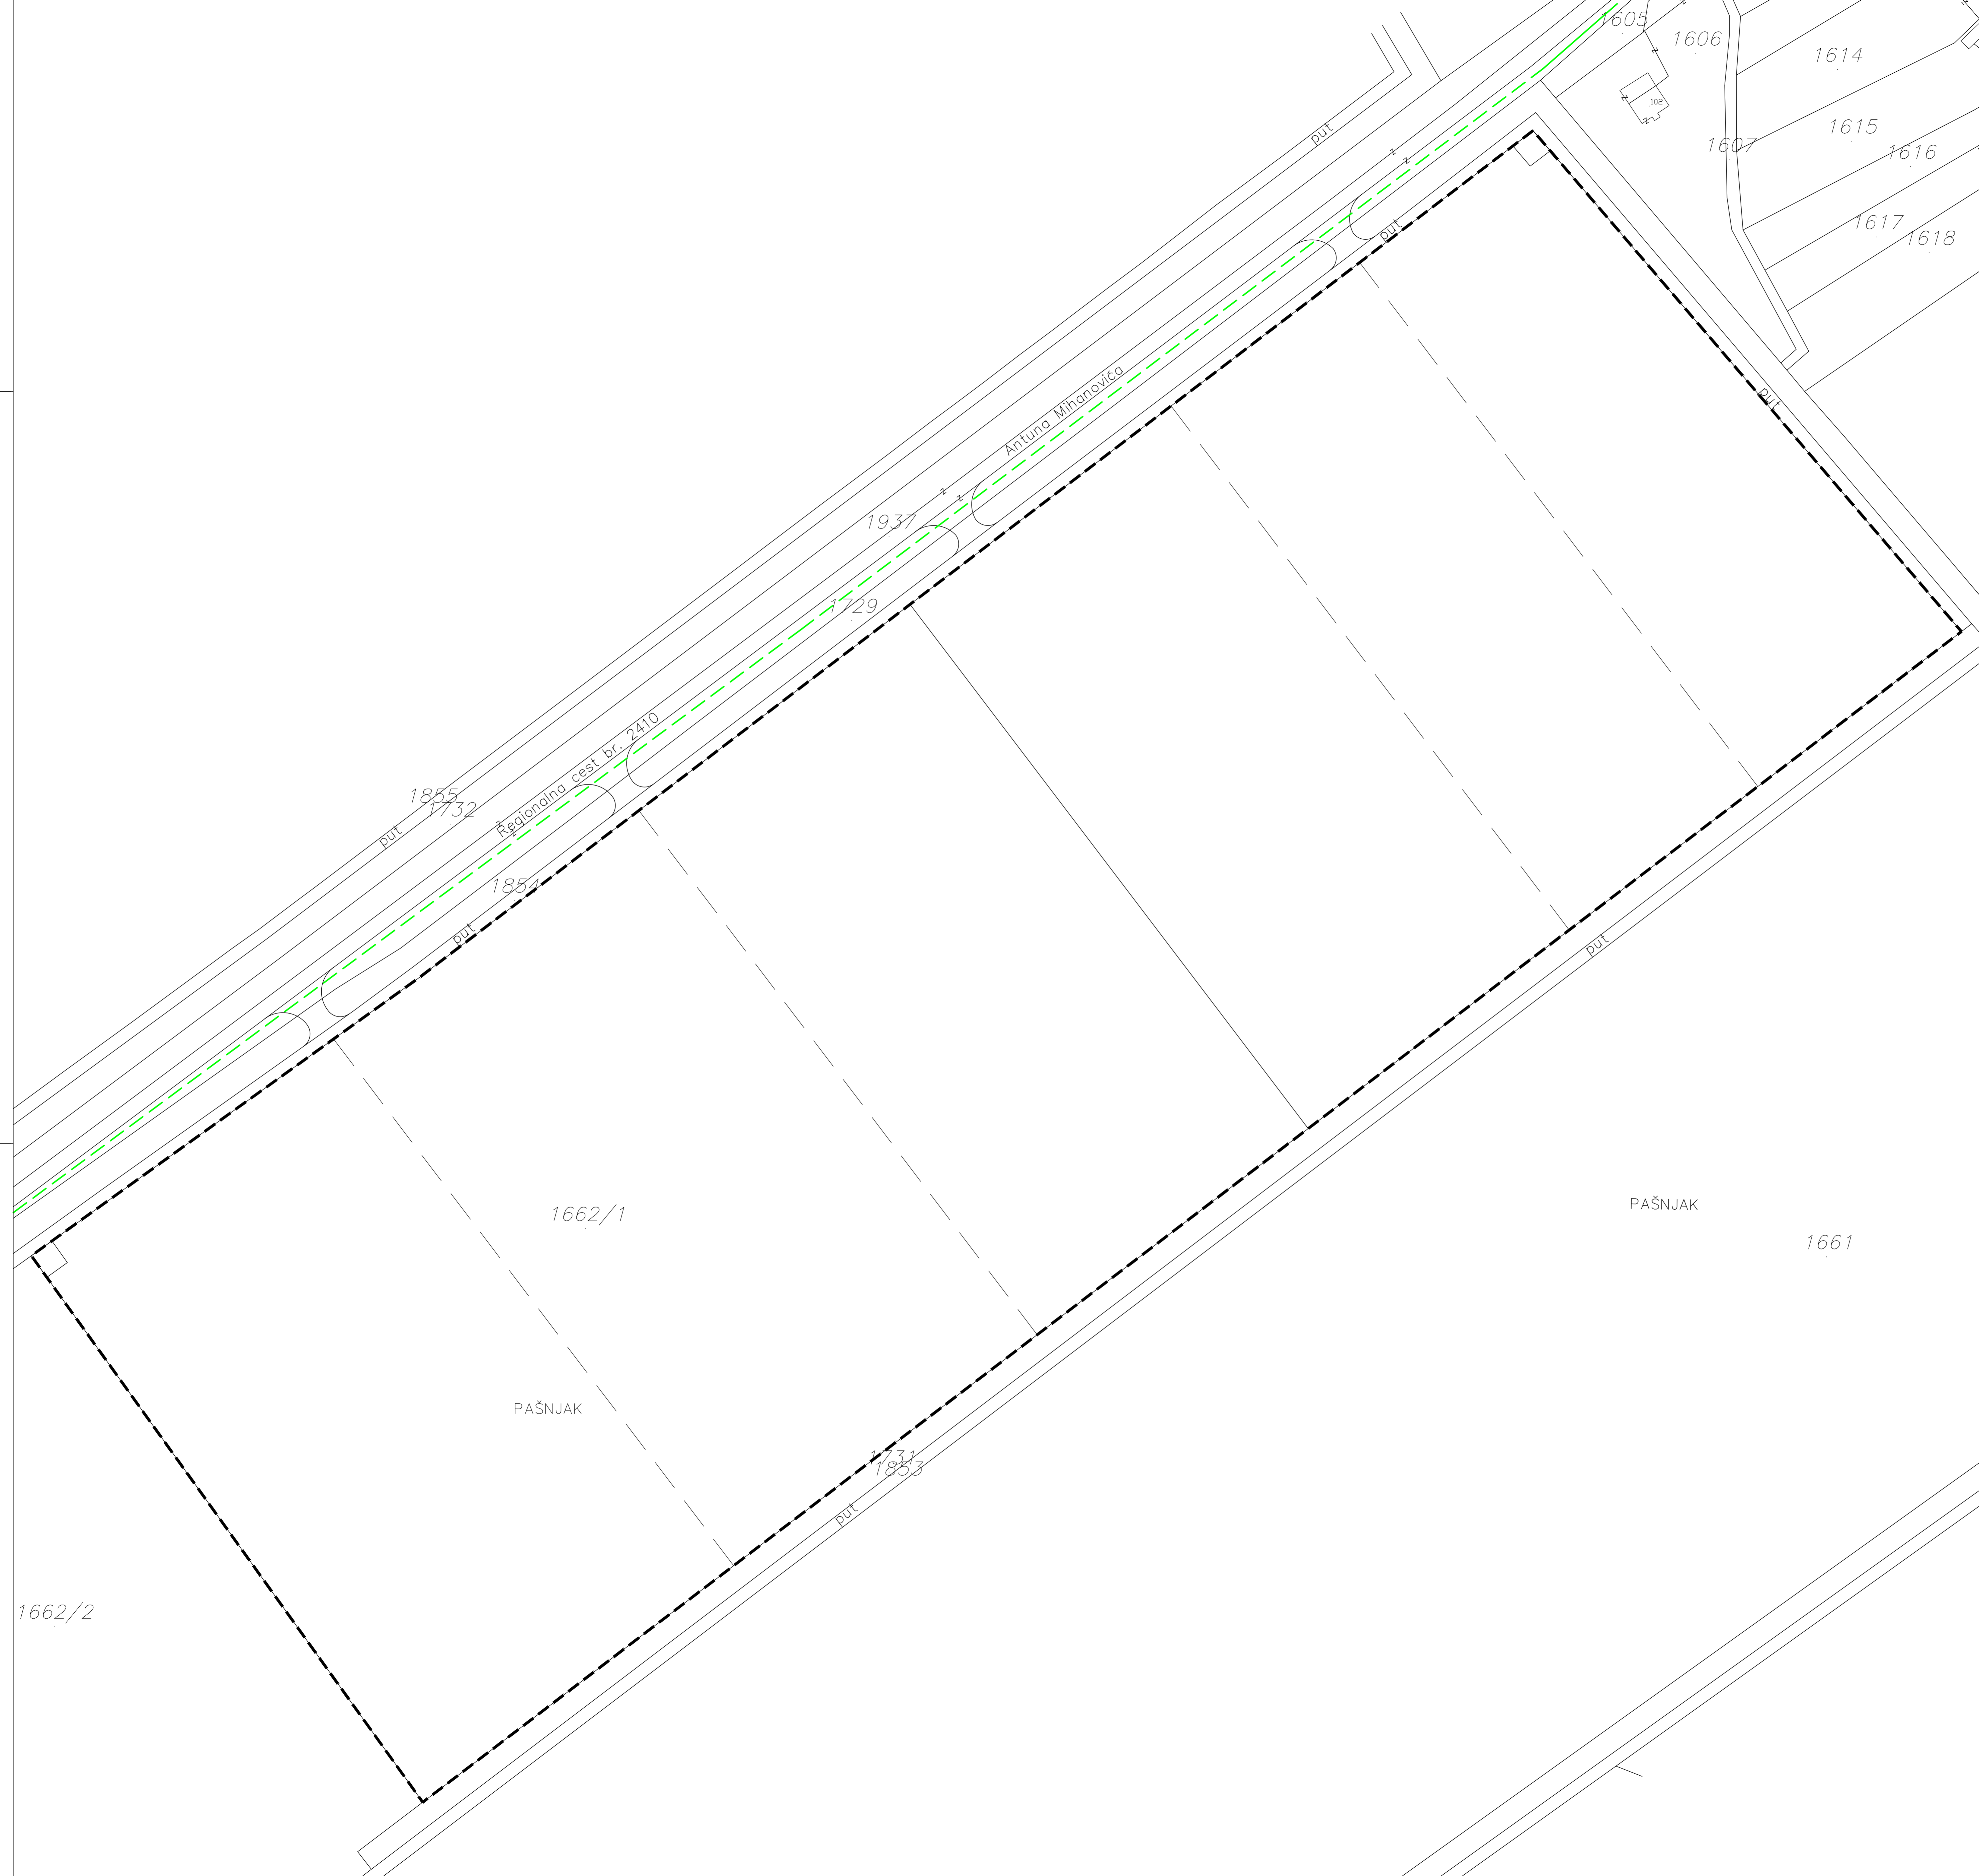 1605
1606
1614
102
put
1615
1607
1616
1617
1618
put
put
Antuna Mihanovića
1937
1729
Regionalna cest br. 2410
1855
1732
put
1854
put
put
1662/1
PAŠNJAK
1661
PAŠNJAK
1731
1853
put
1662/2